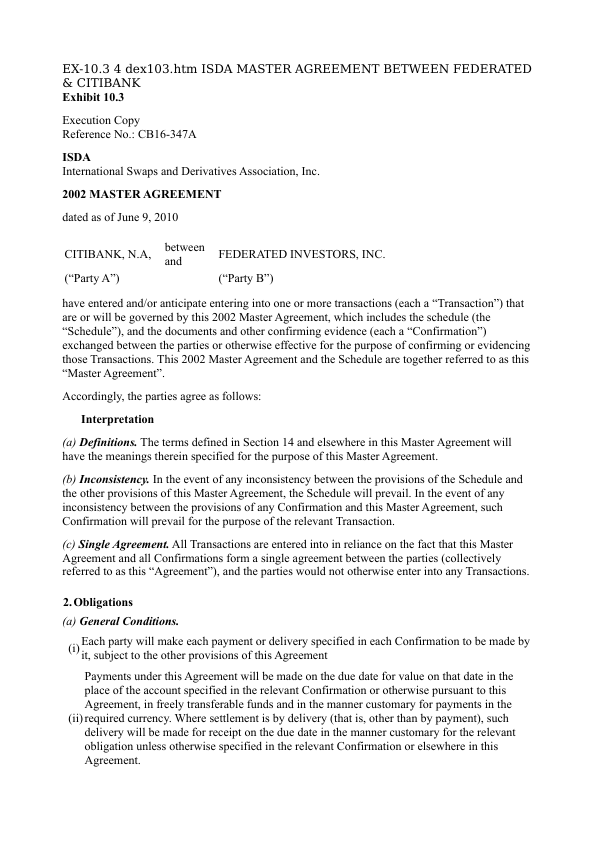 EX-10.3 4 dex103.htm ISDA MASTER AGREEMENT BETWEEN FEDERATED
& CITIBANK
Exhibit 10.3
Execution Copy
Reference No.: CB16-347A
ISDA
International Swaps and Derivatives Association, Inc.
2002 MASTER AGREEMENT
dated as of June 9, 2010
CITIBANK, N.A, between and FEDERATED INVESTORS, INC.
(“Party A”) (“Party B”)
have entered and/or anticipate entering into one or more transactions (each a “Transaction”) that
are or will be governed by this 2002 Master Agreement, which includes the schedule (the
“Schedule”), and the documents and other confirming evidence (each a “Confirmation”)
exchanged between the parties or otherwise effective for the purpose of confirming or evidencing
those Transactions. This 2002 Master Agreement and the Schedule are together referred to as this
“Master Agreement”.
Accordingly, the parties agree as follows:
Interpretation
(a) Definitions. The terms defined in Section 14 and elsewhere in this Master Agreement will
have the meanings therein specified for the purpose of this Master Agreement.
(b) Inconsistency. In the event of any inconsistency between the provisions of the Schedule and
the other provisions of this Master Agreement, the Schedule will prevail. In the event of any
inconsistency between the provisions of any Confirmation and this Master Agreement, such
Confirmation will prevail for the purpose of the relevant Transaction.
(c) Single Agreement. All Transactions are entered into in reliance on the fact that this Master
Agreement and all Confirmations form a single agreement between the parties (collectively
referred to as this “Agreement”), and the parties would not otherwise enter into any Transactions.
2. Obligations
(a) General Conditions.
(i) Each party will make each payment or delivery specified in each Confirmation to be made by
it, subject to the other provisions of this Agreement
Payments under this Agreement will be made on the due date for value on that date in the
place of the account specified in the relevant Confirmation or otherwise pursuant to this
Agreement, in freely transferable funds and in the manner customary for payments in the
(ii) required currency. Where settlement is by delivery (that is, other than by payment), such
delivery will be made for receipt on the due date in the manner customary for the relevant
obligation unless otherwise specified in the relevant Confirmation or elsewhere in this
Agreement.